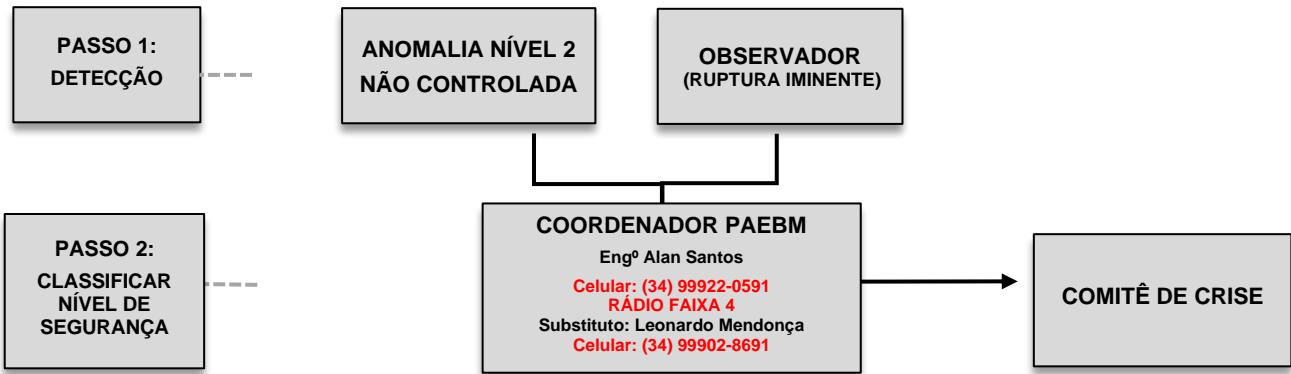 PASSO 1:
DETECÇÃO
ANOMALIA NÍVEL 2
NÃO CONTROLADA
OBSERVADOR
(RUPTURA IMINENTE)
PASSO 2:
CLASSIFICAR
NÍVEL DE
SEGURANÇA
COORDENADOR PAEBM
Engº Alan Santos
Celular: (34) 99922-0591
RÁDIO FAIXA 4
Substituto: Leonardo Mendonça
Celular: (34) 99902-8691
COMITÊ DE CRISE